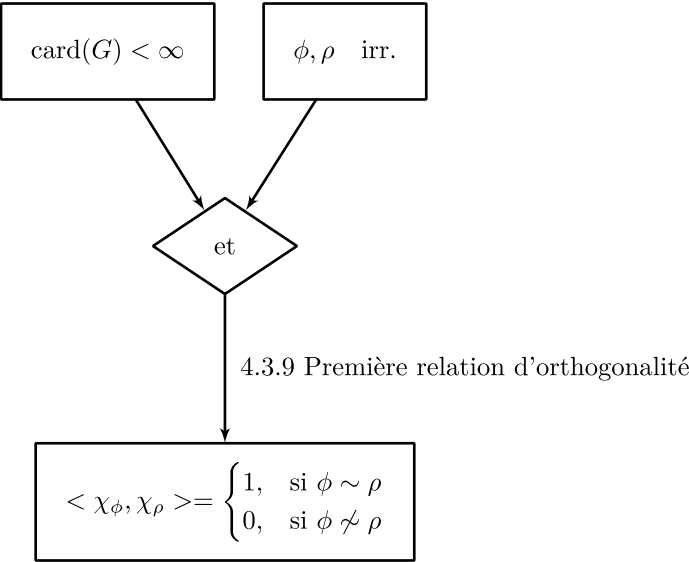 card(G) < ∞
ϕ, ρ irr.
et
4.3.9 Première relation d'orthogonalité
< χ_ϕ, χ_ρ >= { 1, si ϕ ∼ ρ
0, si ϕ ≁ ρ